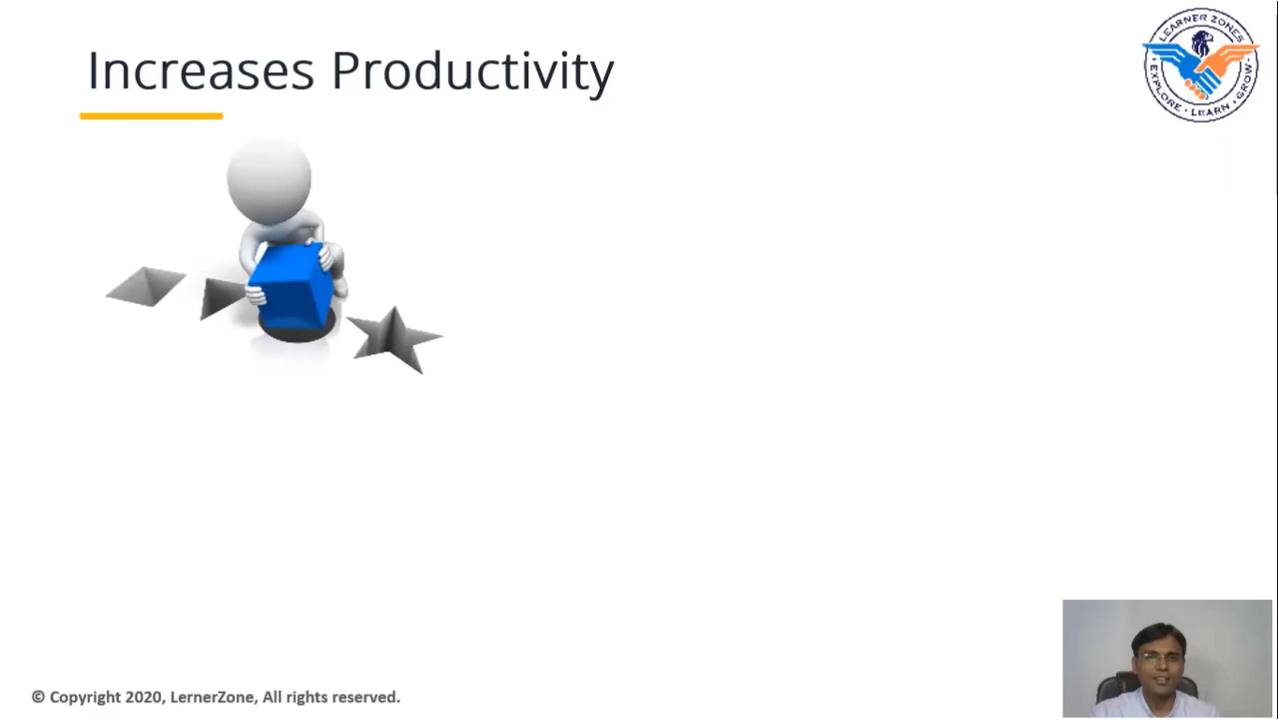 Increases Productivity
LEARNER ZONES
EXPLORE · LEARN · GROW
© Copyright 2020, LernerZone, All rights reserved.